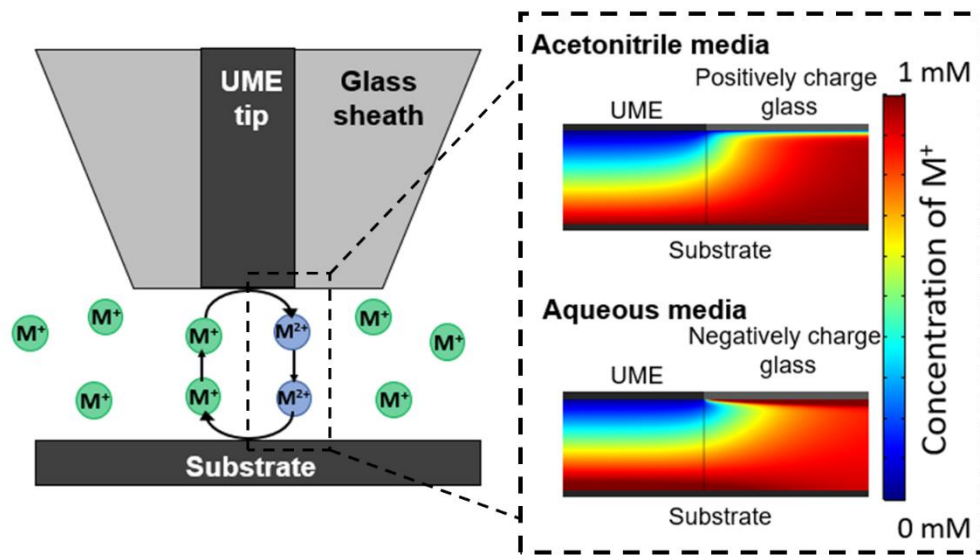 UME
tip
Glass
sheath
M⁺
M⁺
M⁺
M²⁺
M⁺
M⁺
M⁺
M⁺
M²⁺
M⁺
Substrate
Acetonitrile media
UME
Positively charge
glass
Substrate
Aqueous media
UME
Negatively charge
glass
Substrate
1 mM
Concentration of M⁺
0 mM